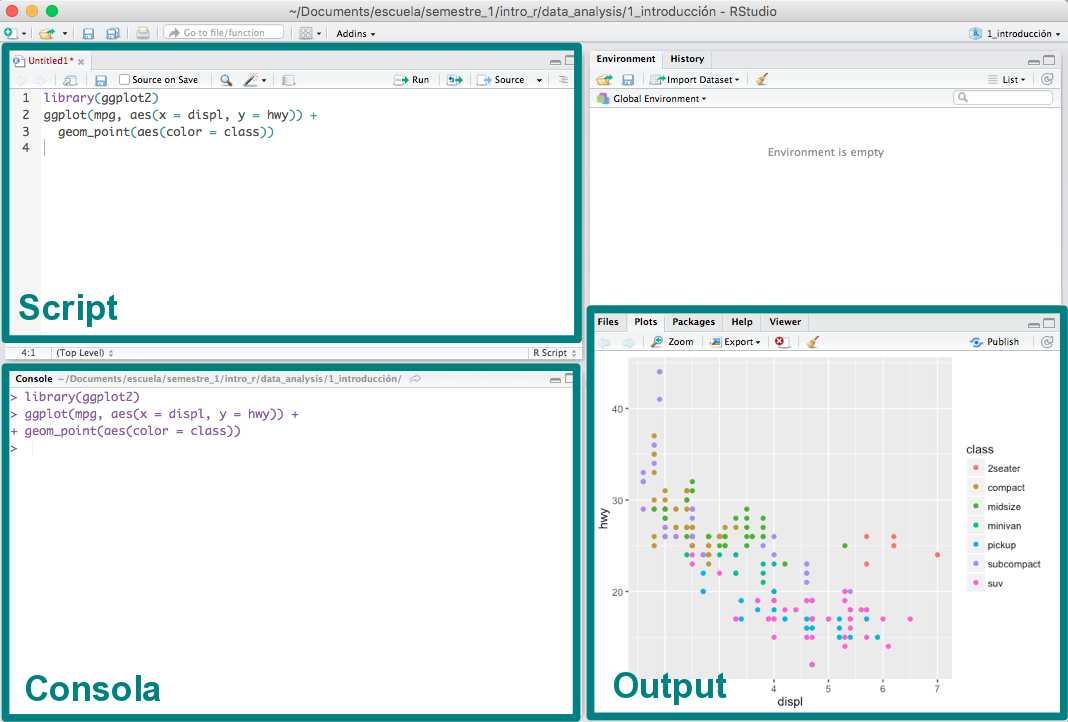 ~/Documents/escuela/semestre_1/intro_r/data_analysis/1_introducción - RStudio
Go to file/function
Addins
1_introducción
Untitled1*
Source on Save
Run
Source
1 library(ggplot2)
2 ggplot(mpg, aes(x = displ, y = hwy)) +
3 geom_point(aes(color = class))
4
Script
4:1 (Top Level) R Script
Console ~/Documents/escuela/semestre_1/intro_r/data_analysis/1_introducción/
> library(ggplot2)
> ggplot(mpg, aes(x = displ, y = hwy)) +
+ geom_point(aes(color = class))
>
Consola
Environment History
Import Dataset List
Global Environment
Environment is empty
Files Plots Packages Help Viewer
Zoom Export Publish
40
30
20
hwy
4 5 6 7
displ
class
2seater
compact
midsize
minivan
pickup
subcompact
suv
Output